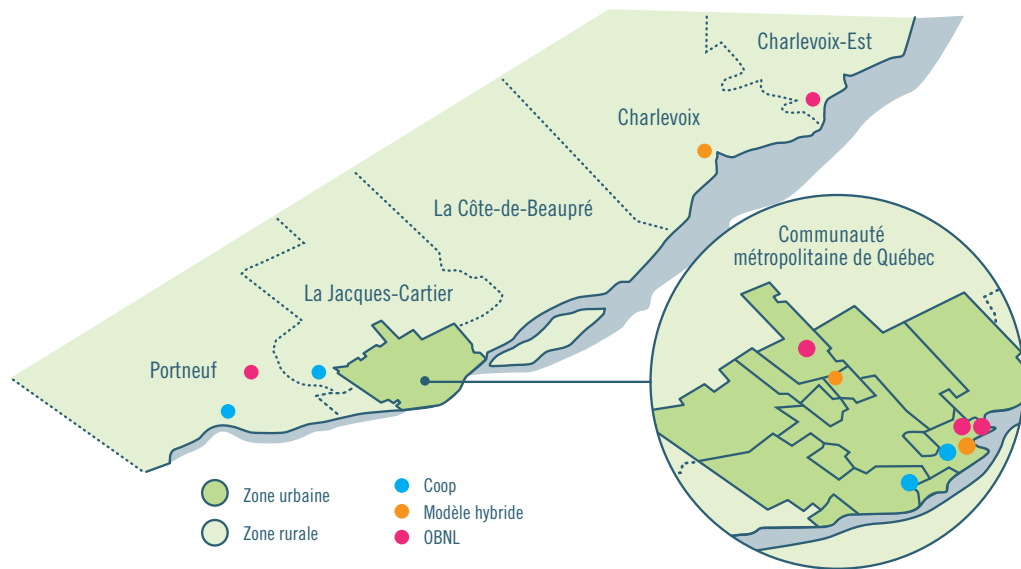 Charlevoix-Est
Charlevoix
La Côte-de-Beaupré
La Jacques-Cartier
Portneuf
Communauté
métropolitaine de Québec
Zone urbaine
Zone rurale
Coop
Modèle hybride
OBNL